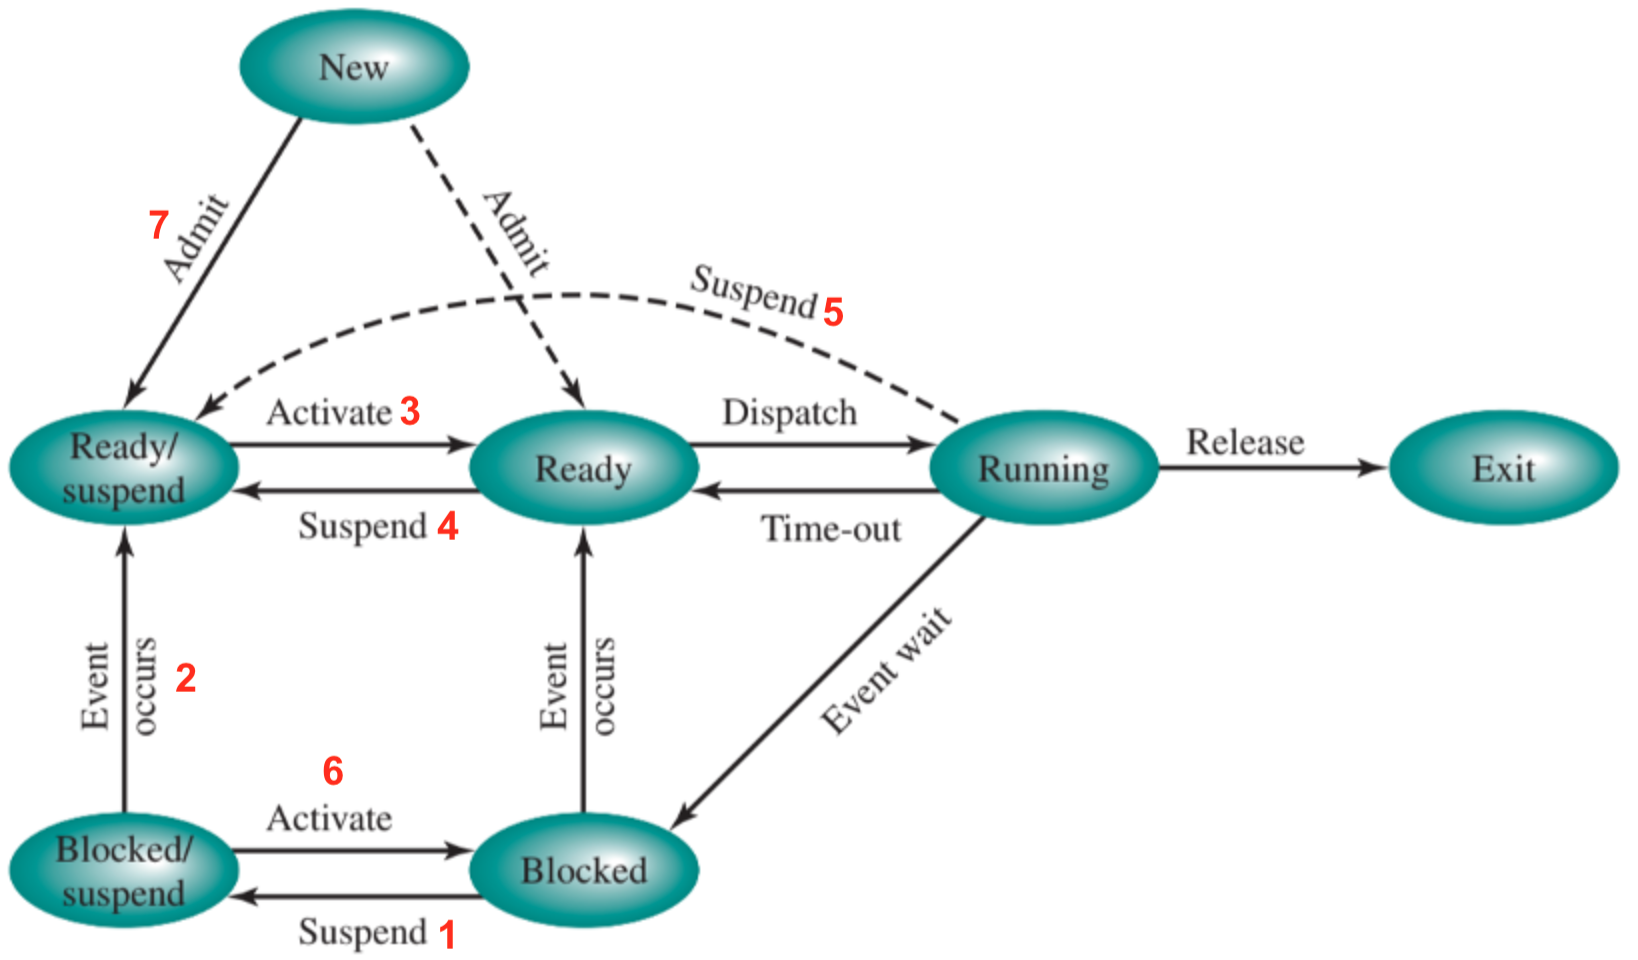 New
7
Admit
Admit
Suspend 5
Activate 3
Dispatch
Release
Ready/
suspend
Ready
Running
Exit
Suspend 4
Time-out
Event
occurs
2
Event
occurs
Event wait
6
Activate
Blocked/
suspend
Blocked
Suspend 1